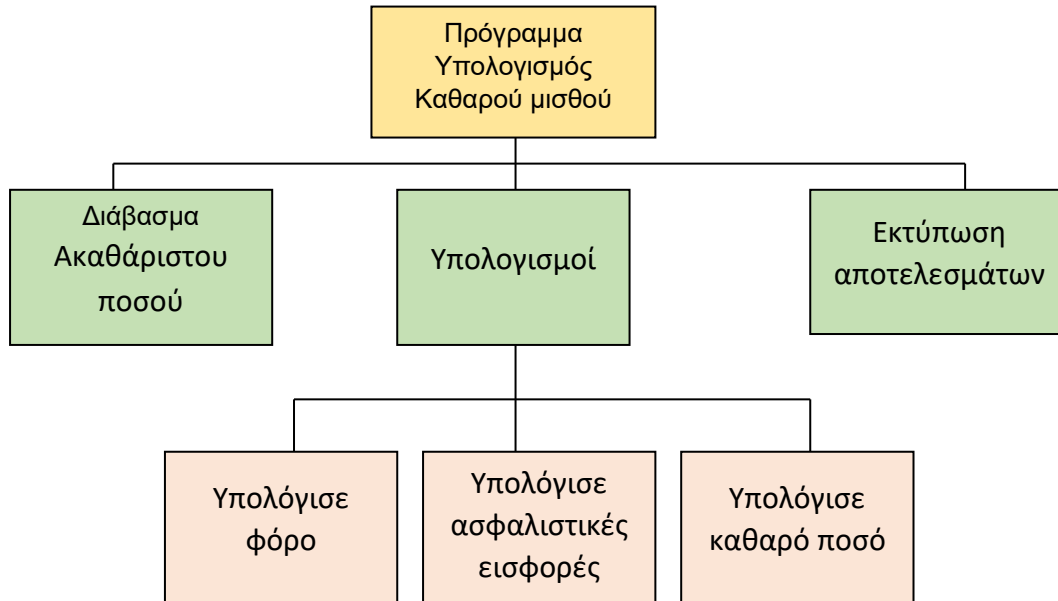 Πρόγραμμα
Υπολογισμός
Καθαρού μισθού
Διάβασμα
Ακαθάριστου
ποσού
Υπολογισμοί
Εκτύπωση
αποτελεσμάτων
Υπολόγισε
φόρο
Υπολόγισε
ασφαλιστικές
εισφορές
Υπολόγισε
καθαρό ποσό